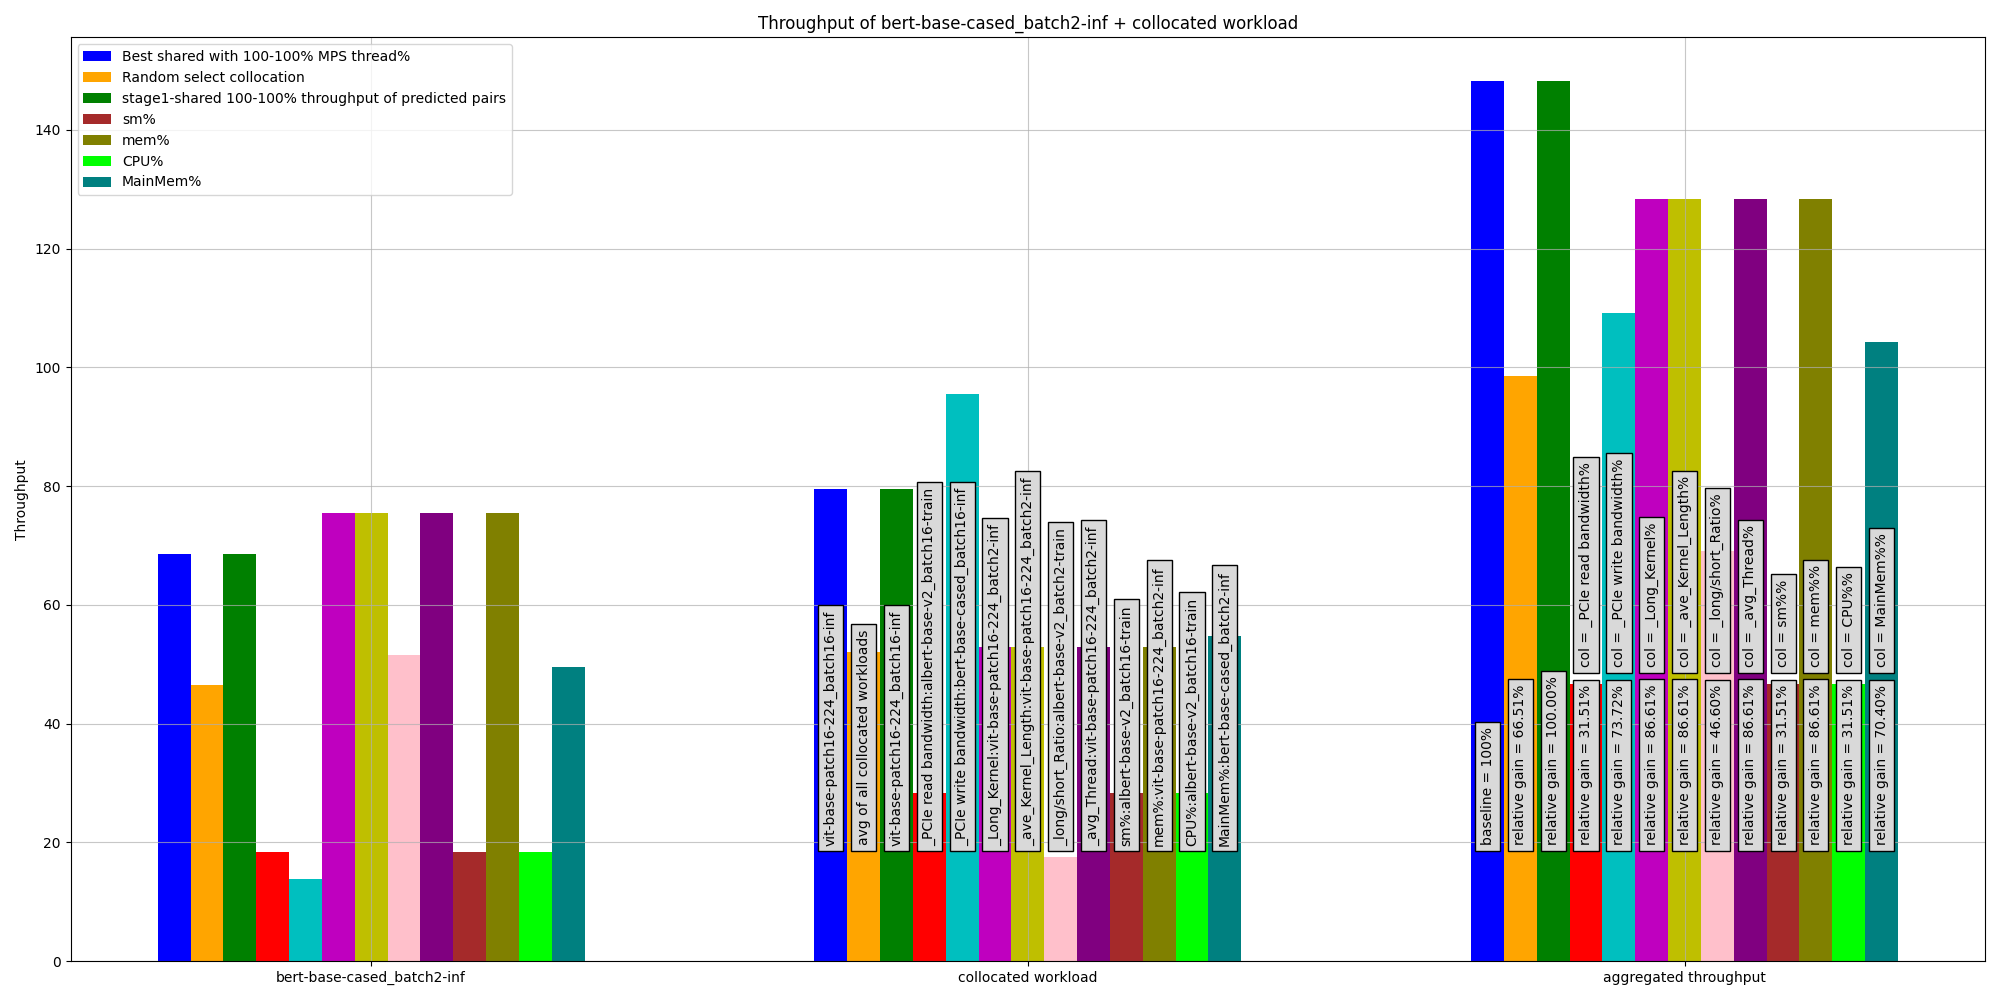 Throughput of bert-base-cased_batch2-inf + collocated workload
Best shared with 100-100% MPS thread%
Random select collocation
stage1-shared 100-100% throughput of predicted pairs
sm%
mem%
CPU%
MainMem%
Throughput
140
120
100
80
60
40
20
0
vit-base-patch16-224_batch16-inf
avg of all collocated workloads
vit-base-patch16-224_batch16-inf
_PCIe read bandwidth:albert-base-v2_batch16-train
_PCIe write bandwidth:bert-base-cased_batch16-inf
_Long_Kernel:vit-base-patch16-224_batch2-inf
_ave_Kernel_Length:vit-base-patch16-224_batch2-inf
_long/short_Ratio:albert-base-v2_batch2-train
_avg_Thread:vit-base-patch16-224_batch2-inf
sm%:albert-base-v2_batch16-train
mem%:vit-base-patch16-224_batch2-inf
CPU%:albert-base-v2_batch16-train
MainMem%:bert-base-cased_batch2-inf
baseline = 100%
relative gain = 66.51%
relative gain = 100.00%
col = _PCIe read bandwidth%
relative gain = 31.51%
col = _PCIe write bandwidth%
relative gain = 73.72%
col = _Long_Kernel%
relative gain = 86.61%
col = _ave_Kernel_Length%
relative gain = 86.61%
col = _long/short_Ratio%
relative gain = 46.60%
col = _avg_Thread%
relative gain = 86.61%
col = sm%%
relative gain = 31.51%
col = mem%%
relative gain = 86.61%
col = CPU%%
relative gain = 31.51%
col = MainMem%%
relative gain = 70.40%
bert-base-cased_batch2-inf
collocated workload
aggregated throughput